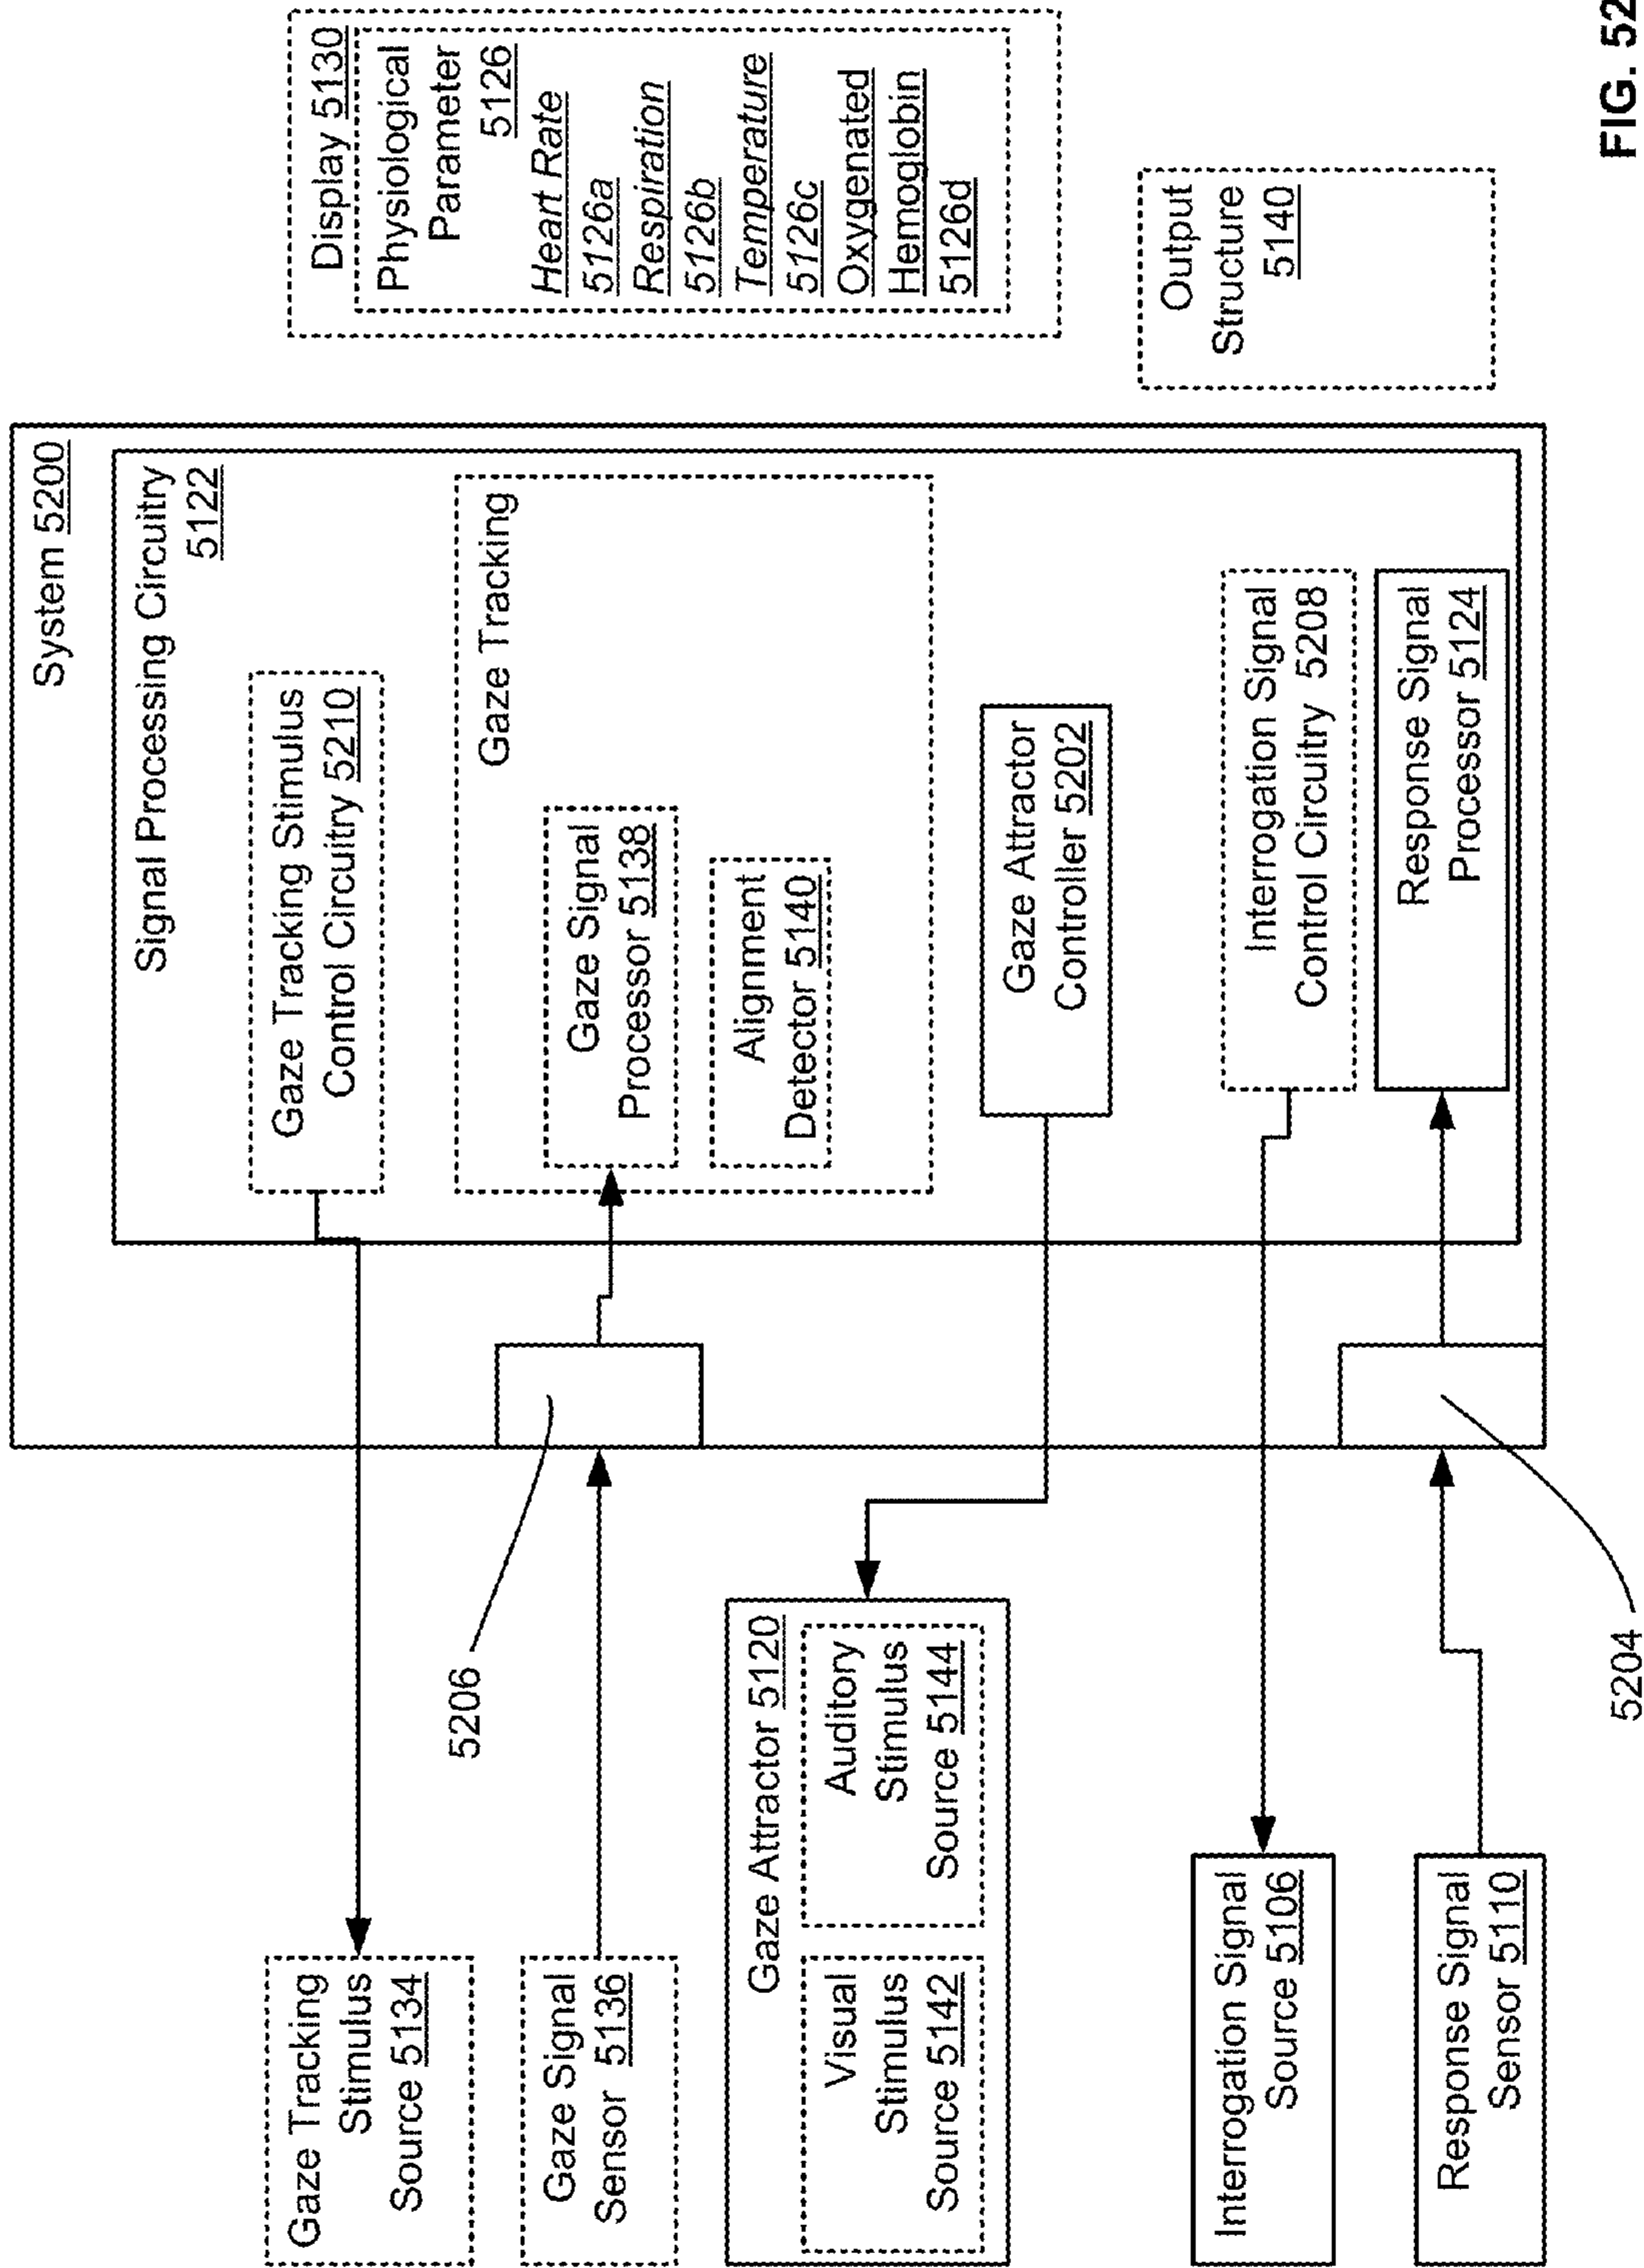 System 5200
Signal Processing Circuitry
5122
Gaze Tracking Stimulus
Control Circuitry 5210
Gaze Tracking
Gaze Signal
Processor 5138
Alignment
Detector 5140
Gaze Attractor
Controller 5202
Interrogation Signal
Control Circuitry 5208
Response Signal
Processor 5124
Gaze Tracking
Stimulus
Source 5134
Gaze Signal
Sensor 5136
5206
Gaze Attractor 5120
Visual
Stimulus
Source 5142
Auditory
Stimulus
Source 5144
Interrogation Signal
Source 5106
Response Signal
Sensor 5110
5204
Display 5130
Physiological
Parameter
5126
Heart Rate
5126a
Respiration
5126b
Temperature
5126c
Oxygenated
Hemoglobin
5126d
Output
Structure
5140
FIG. 52